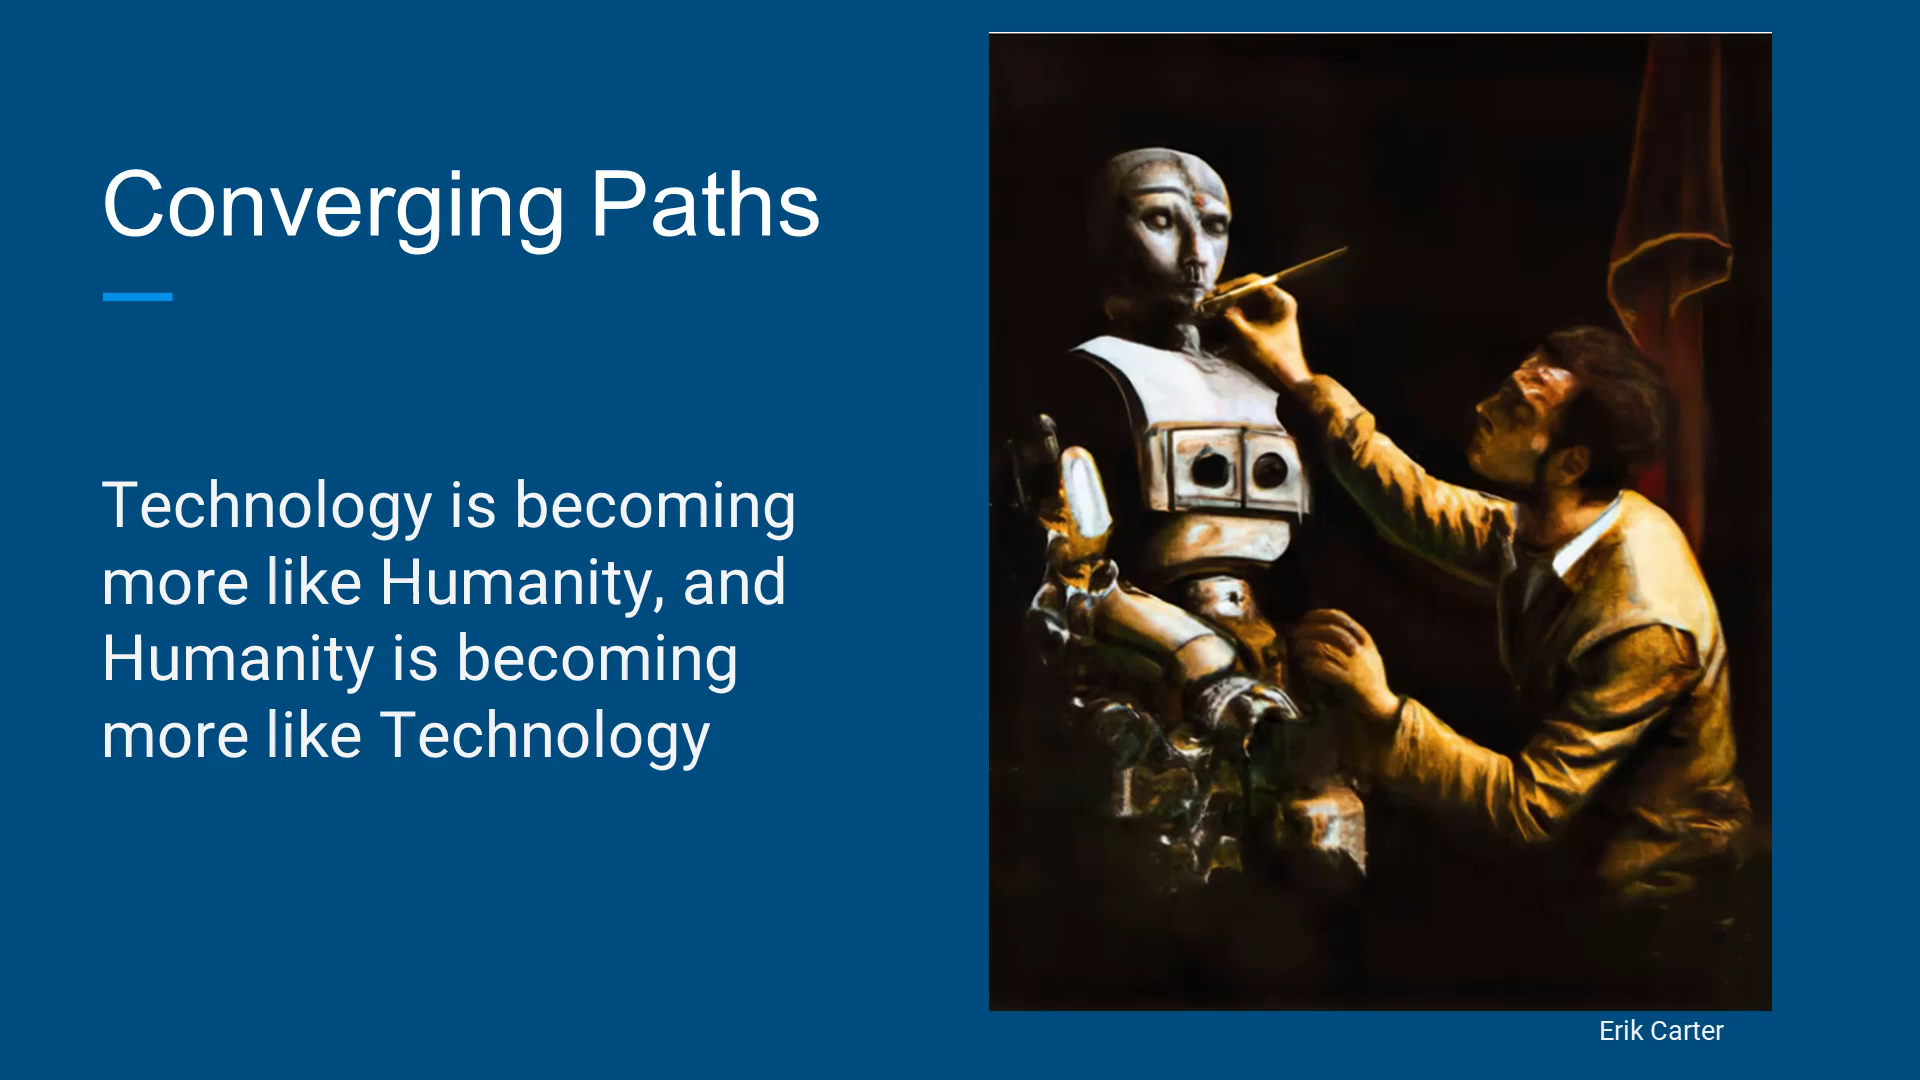 Converging Paths
Technology is becoming
more like Humanity, and
Humanity is becoming
more like Technology
Erik Carter